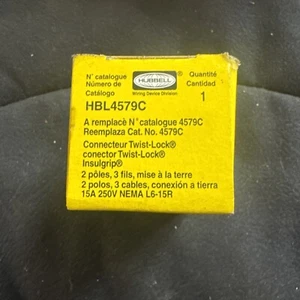 N° catalogue
Número de
Catálogo
HUBBELL
Wiring Device Division
Quantité
Cantidad
1
HBL4579C
A remplacè N° catalogue 4579C
Reemplaza Cat. No. 4579C
Connecteur Twist-Lock®
conector Twist-Lock®
Insulgrip®
2 pôles, 3 fils, mise à la terre
2 polos, 3 cables, conexión a tierra
15A 250V NEMA L6-15R